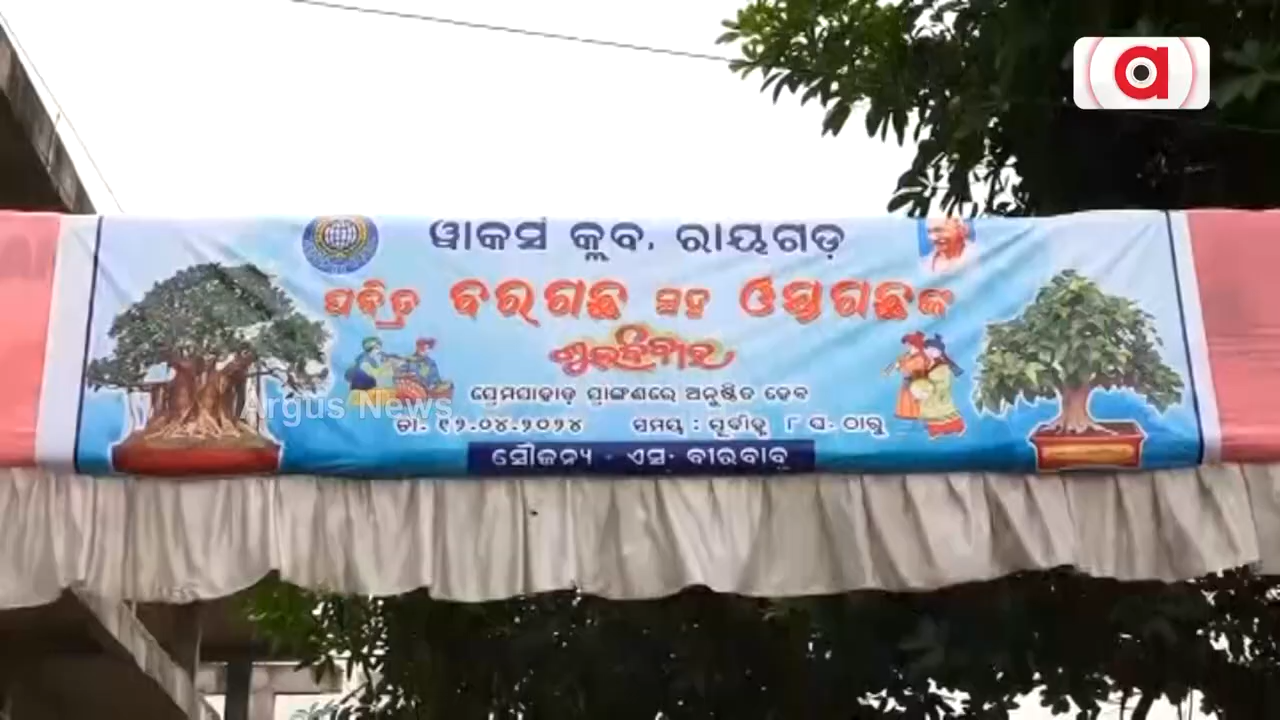 ୱାକର୍ସ କ୍ଲବ, ରାୟଗଡ଼
ପବିତ୍ର ବରଗଛ ସହ ଓସ୍ତଗଛଙ୍କ
ଶୁଭବିବାହ
ପ୍ରେମପାହାଡ଼ ପ୍ରାଙ୍ଗଣରେ ଅନୁଷ୍ଠିତ ହେବ
ତା- ୧୨.୦୪.୨୦୨୪ ସମୟ : ପୂର୍ବାହ୍ନ ୮ ଘ. ଠାରୁ
ସୌଜନ୍ୟ - ଏସ୍. ବୀରବାବୁ
Argus News
a